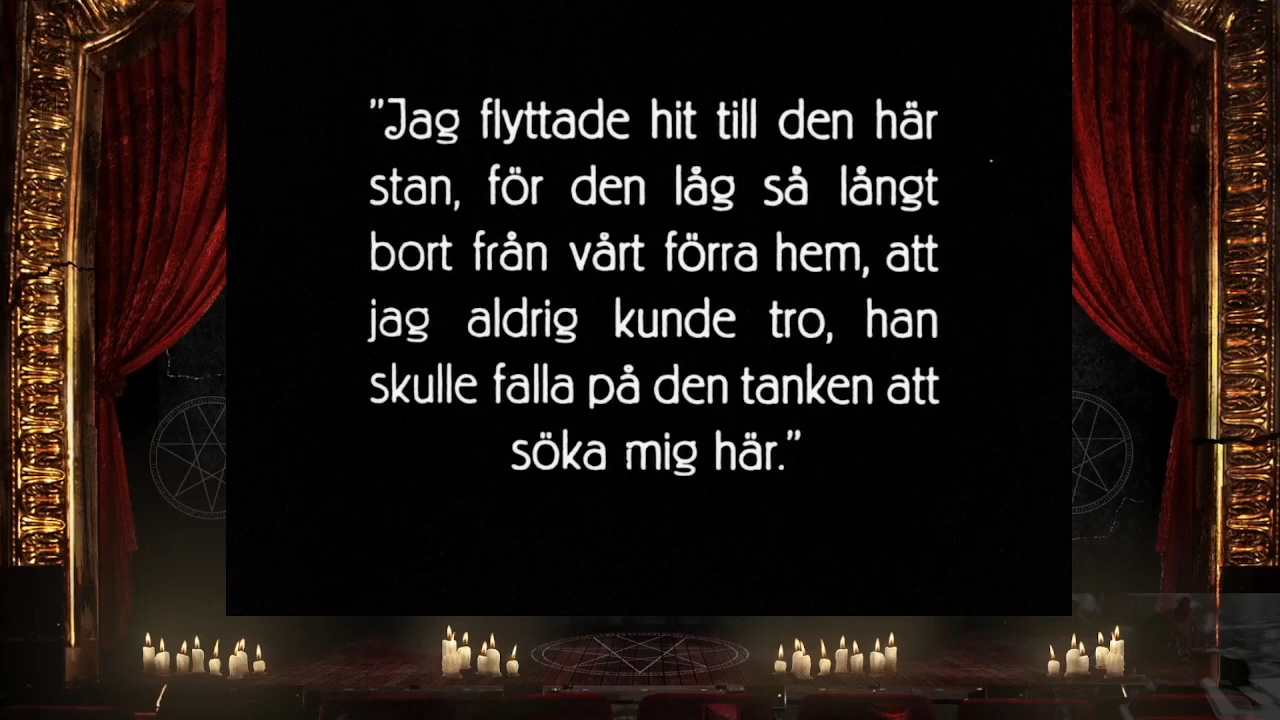 ”Jag flyttade hit till den här
stan, för den låg så långt
bort från vårt förra hem, att
jag aldrig kunde tro, han
skulle falla på den tanken att
söka mig här.”